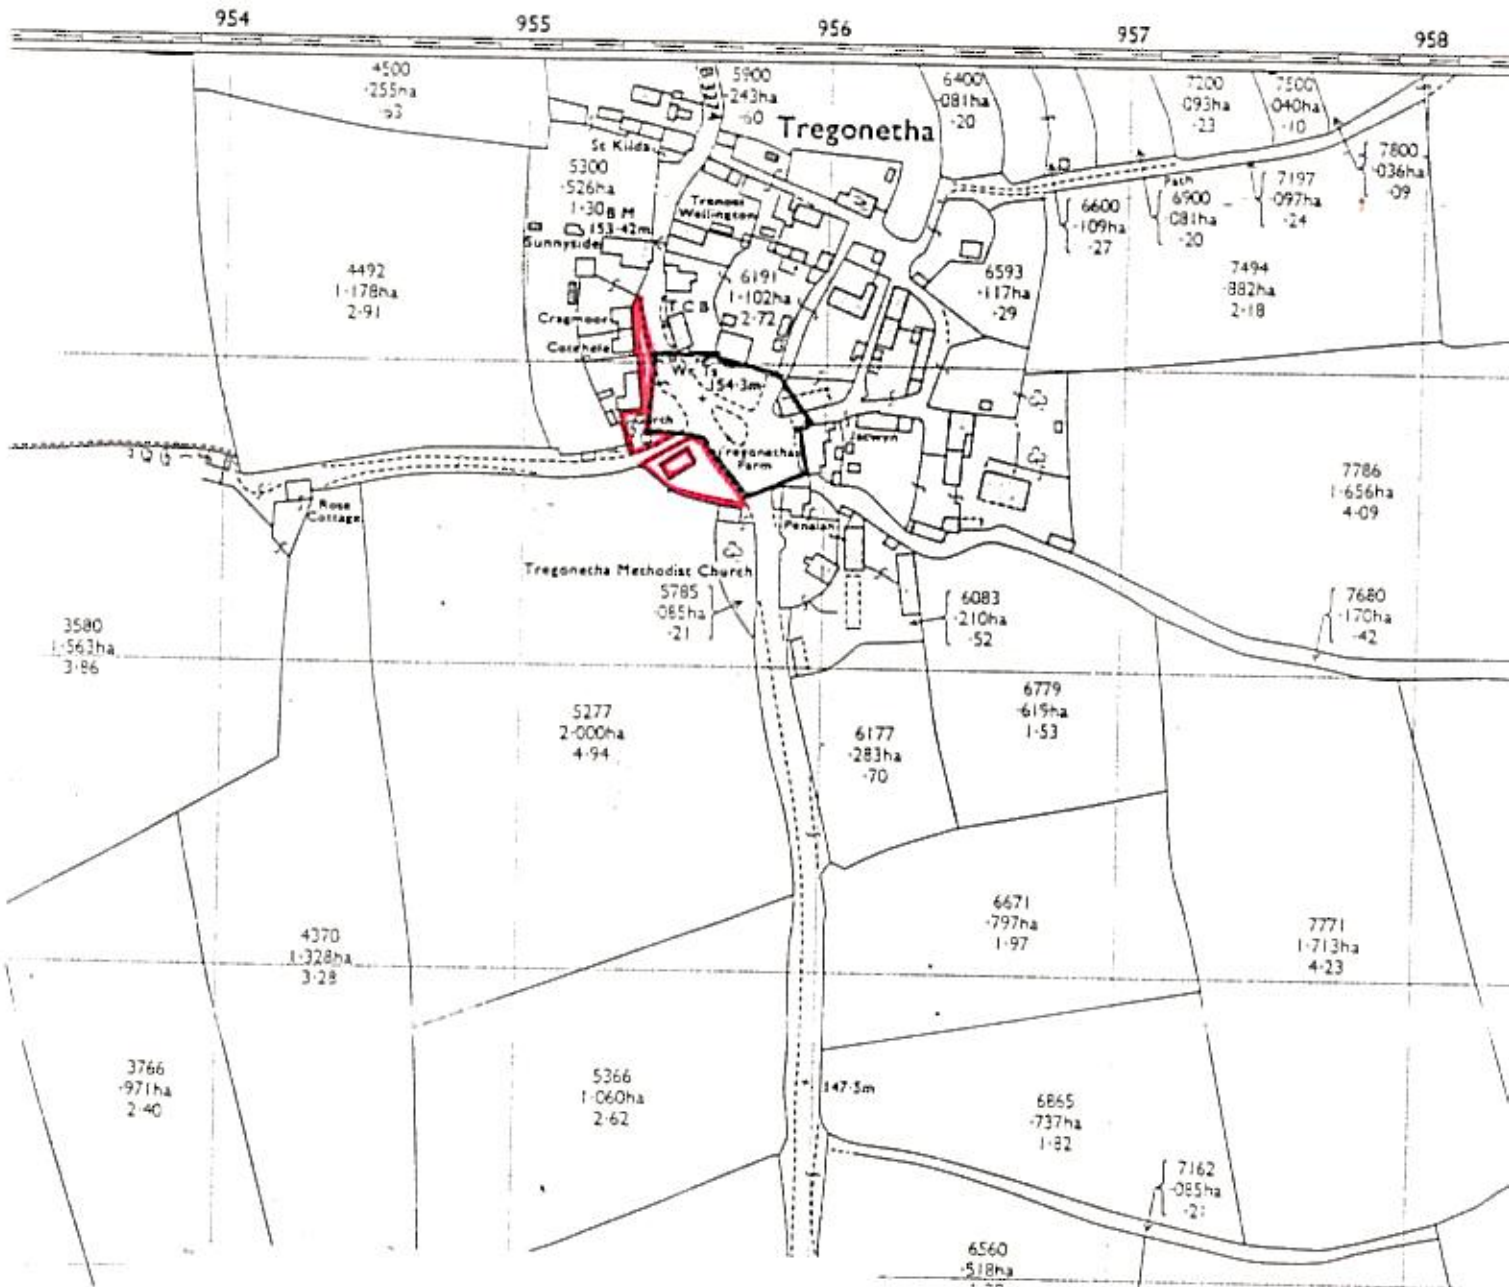 954
955
956
957
958
4500
·255ha
·63
B 3274
5900
·243ha
·60
6400
·081ha
·20
7200
·093ha
·23
7500
·040ha
·10
Tregonetha
St Kilda
5300
·526ha
1·30
B M
153·42m
Sunnyside
Wellington
Path
6600
·109ha
·27
6900
·081ha
·20
7197
·097ha
·24
7800
·036ha
·09
4492
1·178ha
2·91
6191
1·102ha
2·72
6593
·117ha
·29
7494
·882ha
2·18
Cragmoor
T C B
Cotehele
Wr Ts
154·3m
Tregonetha
Farm
Jacwyn
7786
1·656ha
4·09
Rose
Cottage
Penalan
Tregonetha Methodist Church
5785
·085ha
·21
6083
·210ha
·52
7680
·170ha
·42
3580
1·563ha
3·86
5277
2·000ha
4·94
6177
·283ha
·70
6779
·619ha
1·53
4370
1·328ha
3·28
6671
·797ha
1·97
7771
1·713ha
4·23
3766
·971ha
2·40
5366
1·060ha
2·62
147·5m
6865
·737ha
1·82
7162
·085ha
·21
6560
·518ha